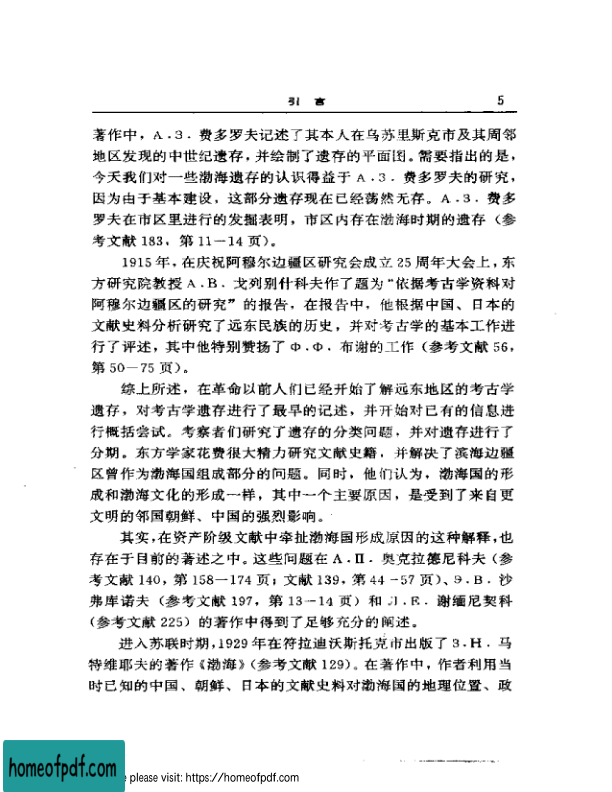 引言 5
著作中，А.З.费多罗夫记述了其本人在乌苏里斯克市及其周邻
地区发现的中世纪遗存，并绘制了遗存的平面图。需要指出的是，
今天我们对一些渤海遗存的认识得益于А.З.费多罗夫的研究，
因为由于基本建设，这部分遗存现在已经荡然无存。А.З.费多
罗夫在市区里进行的发掘表明，市区内存在渤海时期的遗存（参
考文献183，第11－14页）。
1915年，在庆祝阿穆尔边疆区研究会成立25周年大会上，东
方研究院教授А.В.戈列别什科夫作了题为“依据考古学资料对
阿穆尔边疆区的研究”的报告，在报告中，他根据中国、日本的
文献史料分析研究了远东民族的历史，并对考古学的基本工作进
行了评述，其中他特别赞扬了Ф.Ф.布谢的工作（参考文献56，
第50－75页）。
综上所述，在革命以前人们已经开始了解远东地区的考古学
遗存，对考古学遗存进行了最早的记述，并开始对已有的信息进
行概括尝试。考察者们研究了遗存的分类问题，并对遗存进行了
分期。东方学家花费很大精力研究文献史籍，并解决了滨海边疆
区曾作为渤海国组成部分的问题。同时，他们认为，渤海国的形
成和渤海文化的形成一样，其中一个主要原因，是受到了来自更
文明的邻国朝鲜、中国的强烈影响。
其实，在资产阶级文献中牵扯渤海国形成原因的这种解释，也
存在于目前的著述之中。这些问题在А.П.奥克拉德尼科夫（参
考文献140，第158－174页；文献139，第44－57页）、Э.В.沙
弗库诺夫（参考文献197，第13－14页）和Л.Е.谢缅尼契科
（参考文献225）的著作中得到了足够充分的阐述。
进入苏联时期，1929年在符拉迪沃斯托克市出版了З.Н.马
特维耶夫的著作《渤海》（参考文献129）。在著作中，作者利用当
时已知的中国、朝鲜、日本的文献史料对渤海国的地理位置、政
homeofpdf.com
please visit: https://homeofpdf.com